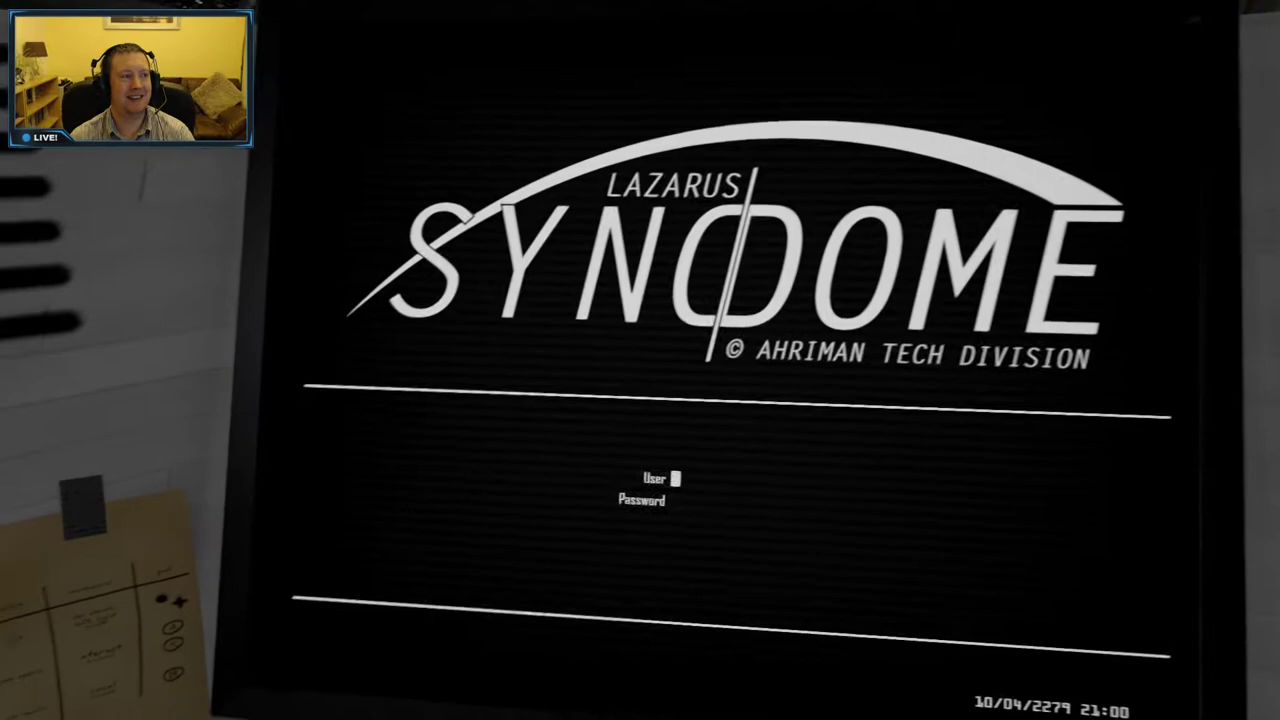 LIVE!
LAZARUS
SYNDOME
© AHRIMAN TECH DIVISION
User
Password
10/04/2279 21:00